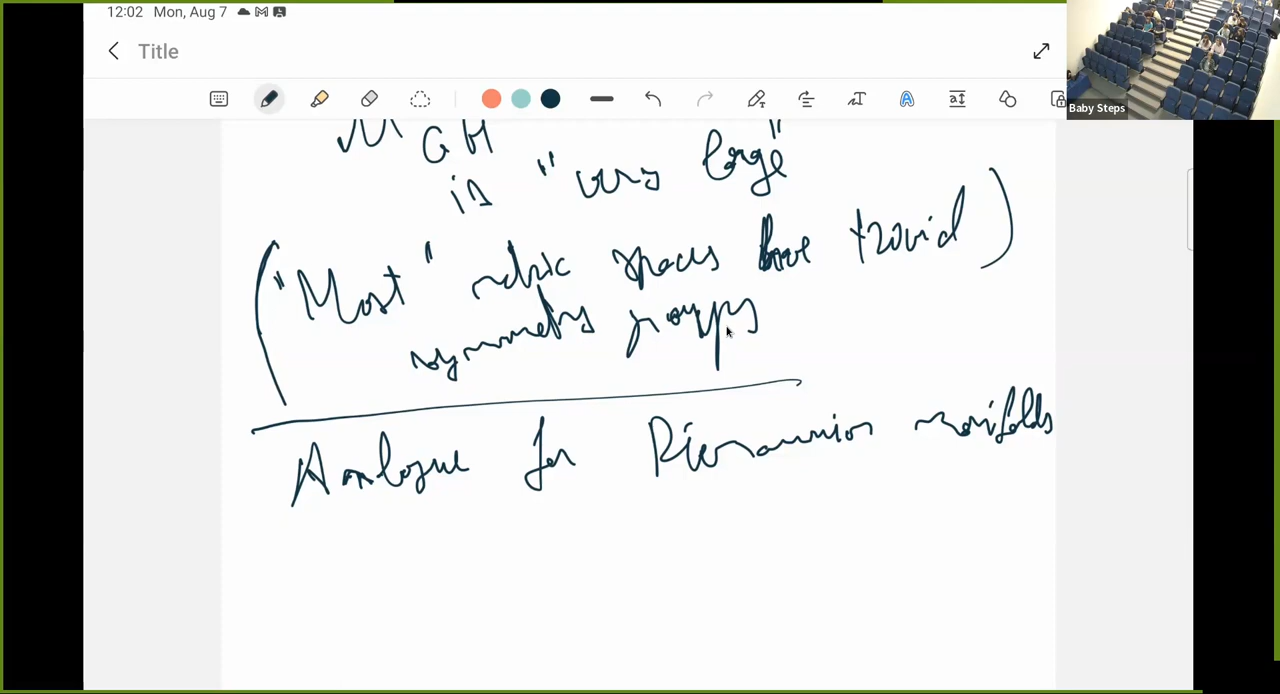 12:02 Mon, Aug 7
Title
Baby Steps
M GH
is "very large"
("Most" metric spaces have trivial)
symmetry groups
Analogue for Riemannian manifolds